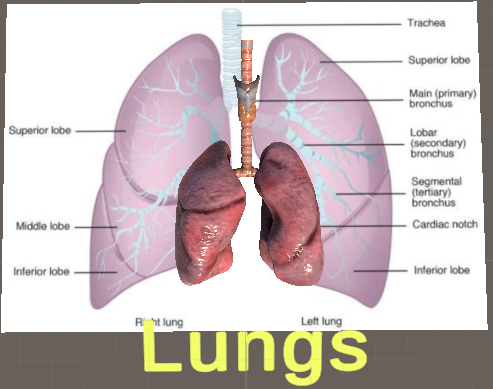 Trachea
Superior lobe
Main (primary)
bronchus
Lobar
(secondary)
bronchus
Segmental
(tertiary)
bronchus
Cardiac notch
Inferior lobe
Superior lobe
Middle lobe
Inferior lobe
Right lung
Left lung
Lungs